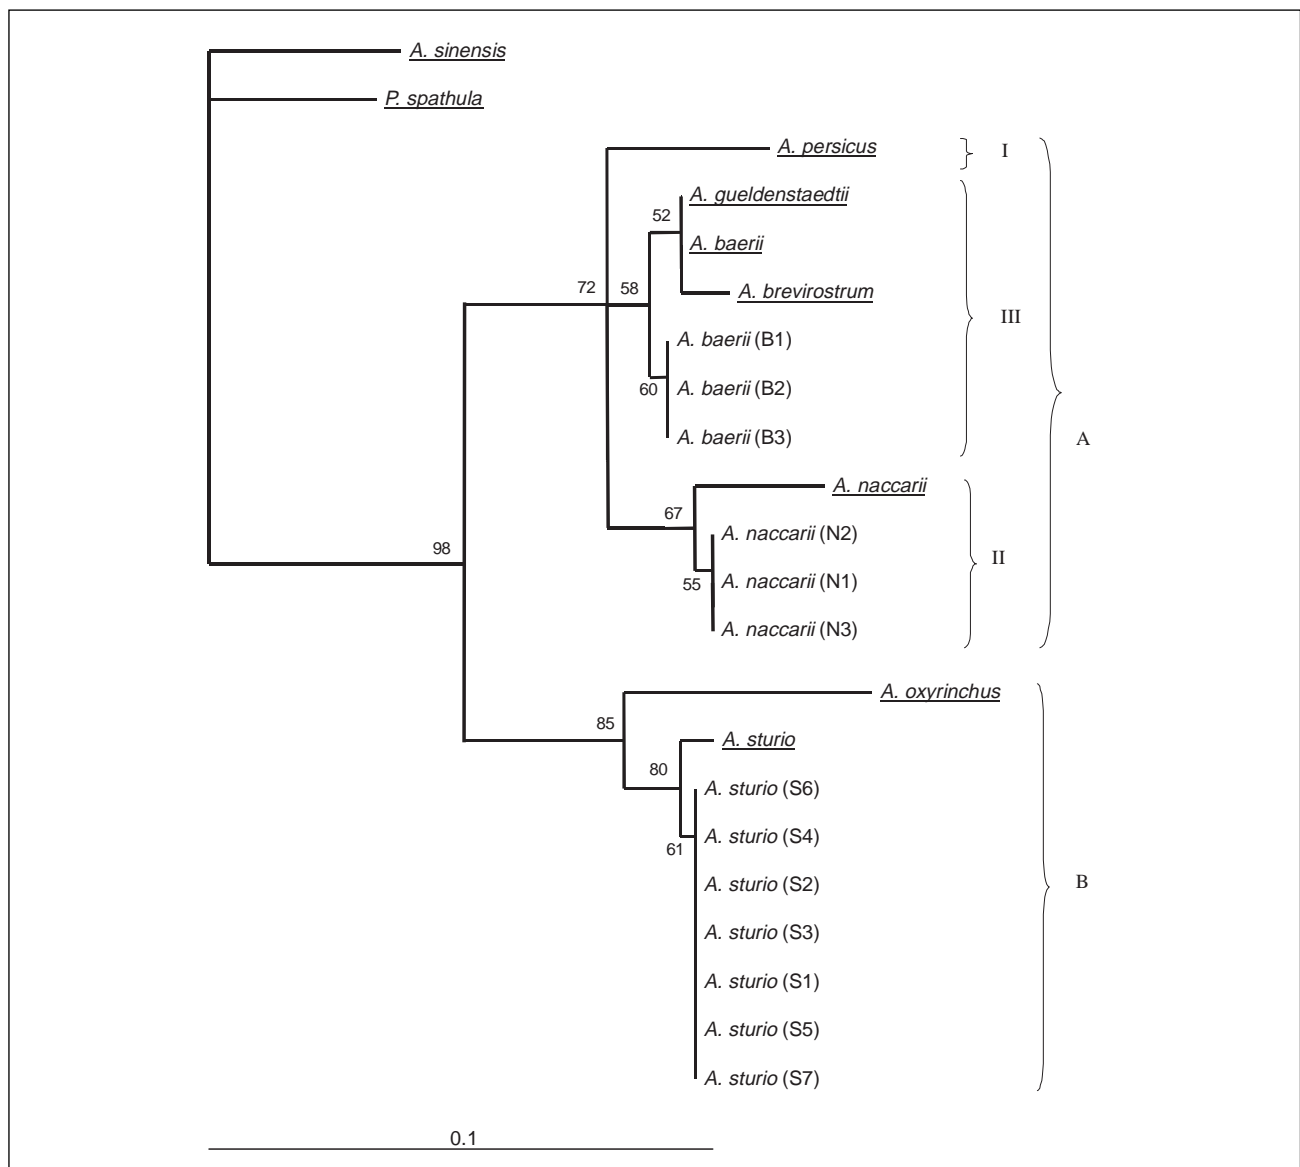 A. sinensis
P. spathula
A. persicus
I
A. gueldenstaedtii
52
A. baerii
72
58
A. brevirostrum
III
A. baerii (B1)
60
A. baerii (B2)
A. baerii (B3)
A
A. naccarii
67
A. naccarii (N2)
98
II
55
A. naccarii (N1)
A. naccarii (N3)
A. oxyrinchus
85
A. sturio
80
A. sturio (S6)
61
A. sturio (S4)
A. sturio (S2)
B
A. sturio (S3)
A. sturio (S1)
A. sturio (S5)
A. sturio (S7)
0.1